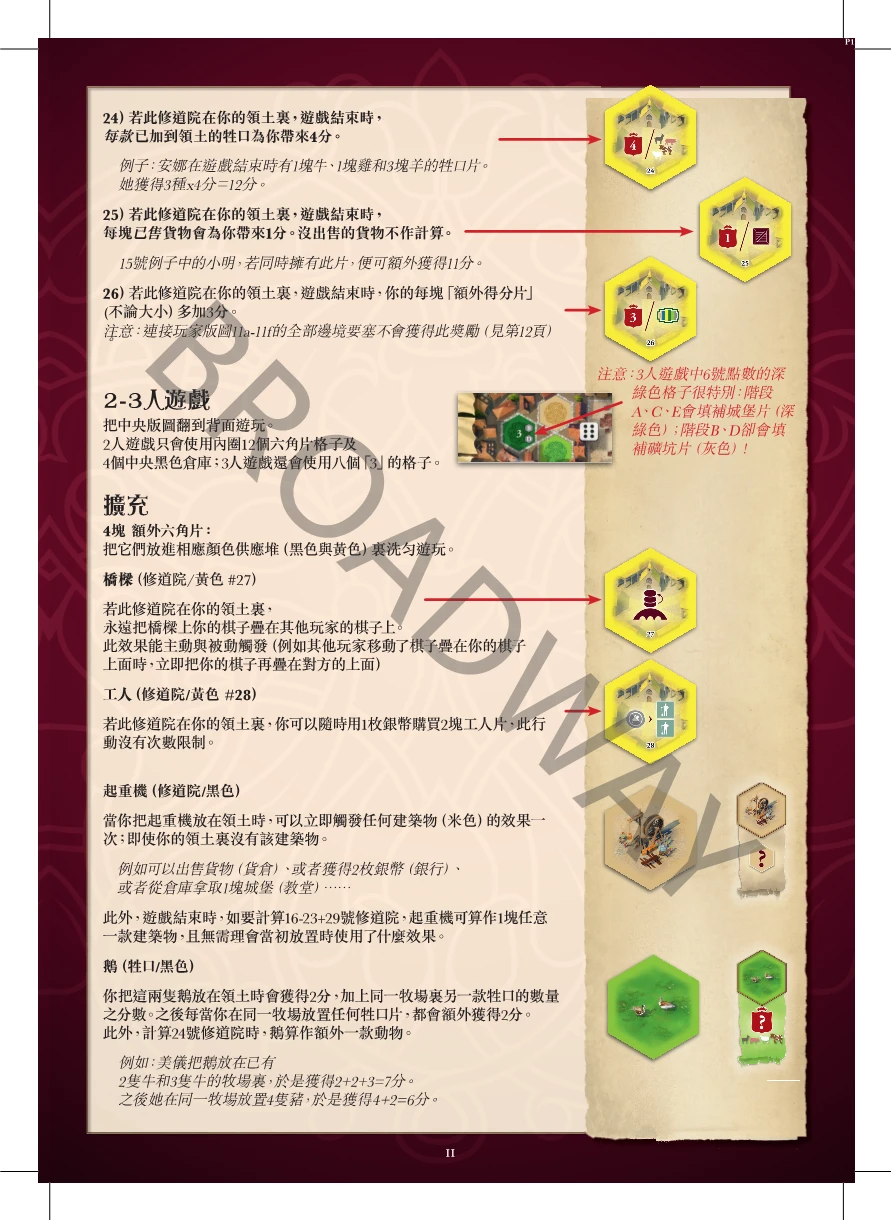 P1
24) 若此修道院在你的領土裏，遊戲結束時，
每款已加到領土的牲口為你帶來4分。
例子：安娜在遊戲結束時有1塊牛、1塊雞和3塊羊的牲口片。
她獲得3種x4分=12分。
25) 若此修道院在你的領土裏，遊戲結束時，
每塊已售貨物會為你帶來1分。沒出售的貨物不作計算。
15號例子中的小明，若同時擁有此片，便可額外獲得11分。
26) 若此修道院在你的領土裏，遊戲結束時，你的每塊「額外得分片」
(不論大小) 多加3分。
注意：連接玩家版圖11a-11f的全部邊境要塞不會獲得此獎勵 (見第12頁)
4
24
1
25
3
26
注意：3人遊戲中6號點數的深
綠色格子很特別：階段
A、C、E會填補城堡片 (深
綠色)；階段B、D卻會填
補礦坑片 (灰色)！
2-3人遊戲
把中央版圖翻到背面遊玩。
2人遊戲只會使用內圈12個六角片格子及
4個中央黑色倉庫；3人遊戲還會使用八個「3」的格子。
3
擴充
4塊 額外六角片：
把它們放進相應顏色供應堆 (黑色與黃色) 裏洗勻遊玩。
橋樑 (修道院/黃色 #27)
若此修道院在你的領土裏，
永遠把橋樑上你的棋子疊在其他玩家的棋子上。
此效果能主動與被動觸發 (例如其他玩家移動了棋子疊在你的棋子
上面時，立即把你的棋子再疊在對方的上面)
27
工人 (修道院/黃色 #28)
若此修道院在你的領土裏，你可以隨時用1枚銀幣購買2塊工人片，此行
動沒有次數限制。
28
起重機 (修道院/黑色)
當你把起重機放在領土時，可以立即觸發任何建築物 (米色) 的效果一
次；即使你的領土裏沒有該建築物。
例如可以出售貨物 (貨倉)、或者獲得2枚銀幣 (銀行)、
或者從倉庫拿取1塊城堡 (教堂)……
此外，遊戲結束時，如要計算16-23+29號修道院，起重機可算作1塊任意
一款建築物，且無需理會當初放置時使用了什麼效果。
?
鵝 (牲口/黑色)
你把這兩隻鵝放在領土時會獲得2分，加上同一牧場裏另一款牲口的數量
之分數。之後每當你在同一牧場放置任何牲口片，都會額外獲得2分。
此外，計算24號修道院時，鵝算作額外一款動物。
例如：美儀把鵝放在已有
2隻牛和3隻牛的牧場裏，於是獲得2+2+3=7分。
之後她在同一牧場放置4隻豬，於是獲得4+2=6分。
?
BROADWAY
II